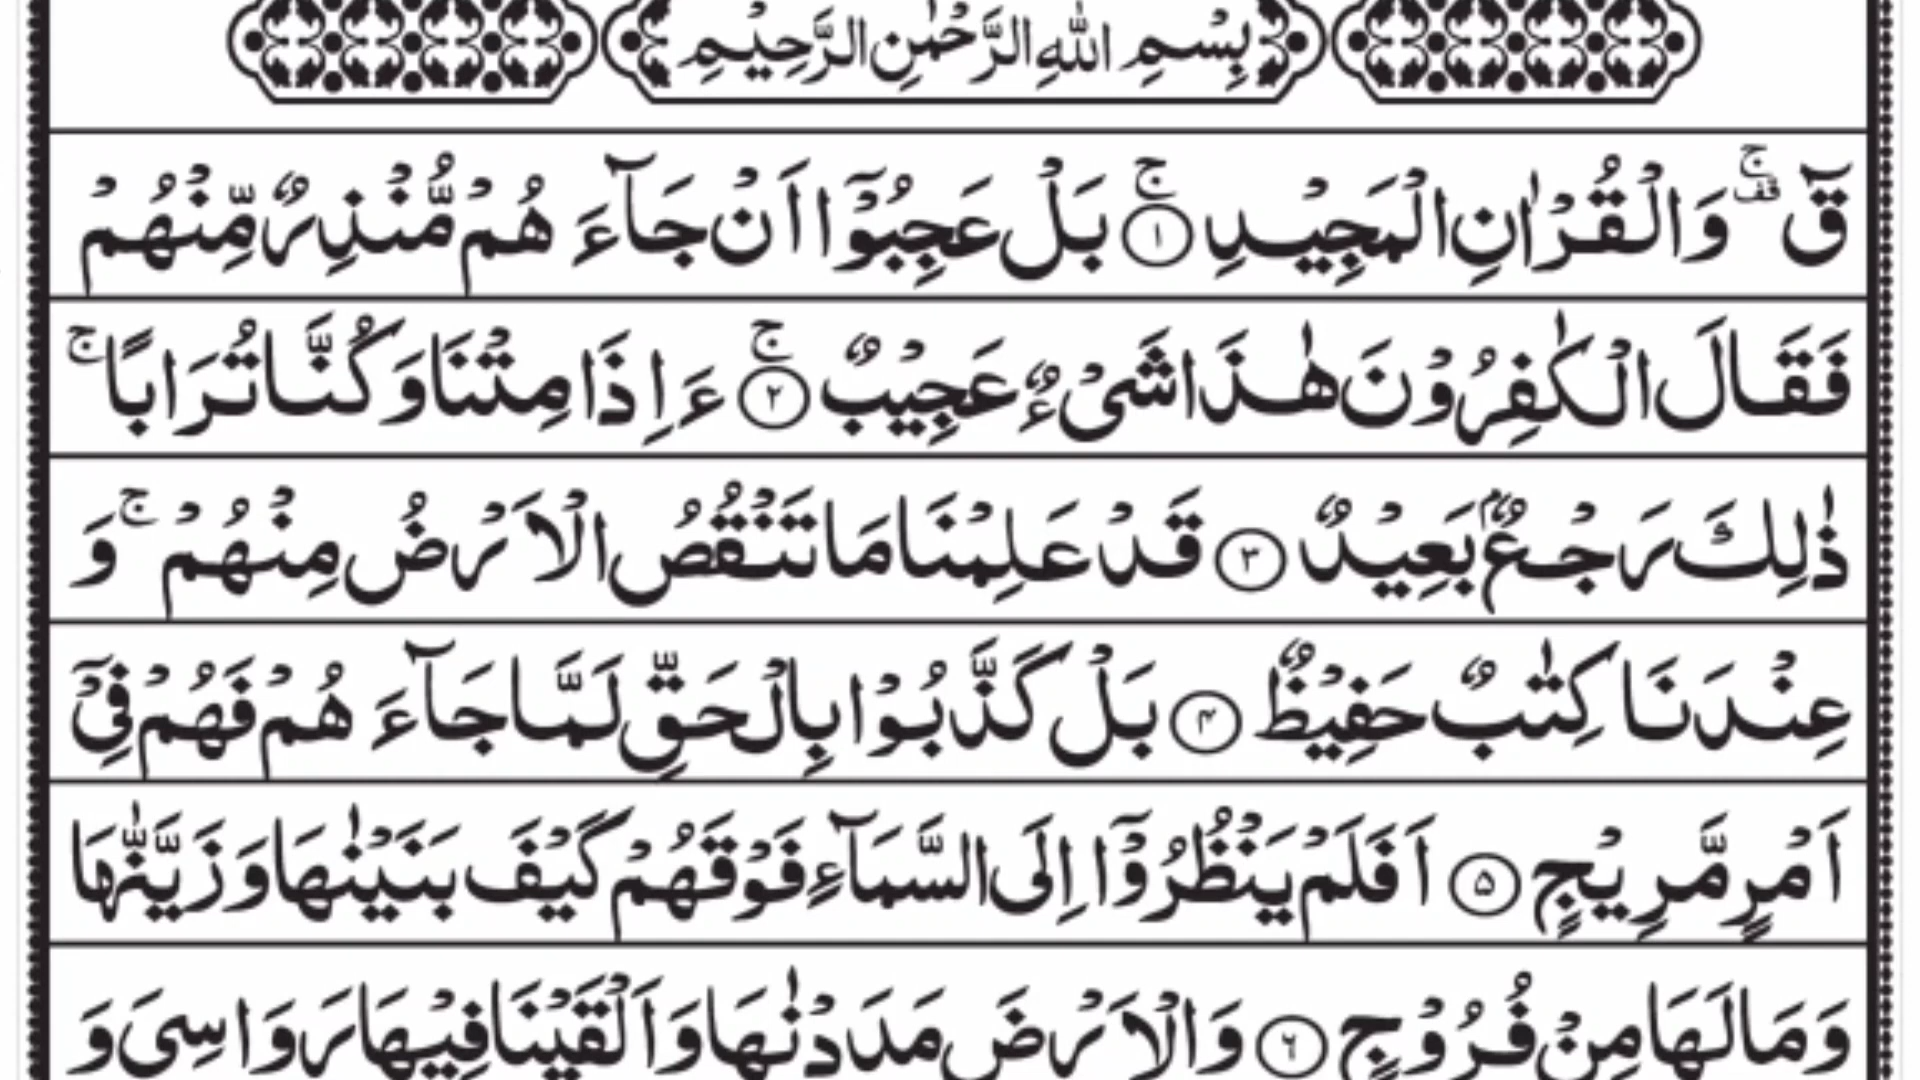 بِسْمِ اللّٰهِ الرَّحْمٰنِ الرَّحِيْمِ
قٓ ۚ قف وَالْقُرْاٰنِ الْمَجِيْدِ ۚ ﴿۱﴾ بَلْ عَجِبُوْۤا اَنْ جَآءَ هُمْ مُّنْذِرٌ مِّنْهُمْ
فَقَالَ الْكٰفِرُوْنَ هٰذَا شَیْءٌ عَجِيْبٌ ۚ ﴿۲﴾ ءَ اِذَا مِتْنَا وَكُنَّا تُرَابًا ۚ
ذٰلِكَ رَجْعٌۢ بَعِيْدٌ ﴿۳﴾ قَدْ عَلِمْنَا مَا تَنْقُصُ الْاَرْضُ مِنْهُمْ ۚ وَ
عِنْدَنَا كِتٰبٌ حَفِيْظٌ ﴿۴﴾ بَلْ كَذَّبُوْا بِالْحَقِّ لَمَّا جَآءَ هُمْ فَهُمْ فِیْۤ
اَمْرٍ مَّرِيْجٍ ﴿۵﴾ اَفَلَمْ يَنْظُرُوْۤا اِلَى السَّمَآءِ فَوْقَهُمْ كَيْفَ بَنَيْنٰهَا وَزَيَّنّٰهَا
وَمَا لَهَا مِنْ فُرُوْجٍ ﴿۶﴾ وَالْاَرْضَ مَدَدْنٰهَا وَاَلْقَيْنَا فِيْهَا رَوَاسِیَ وَ